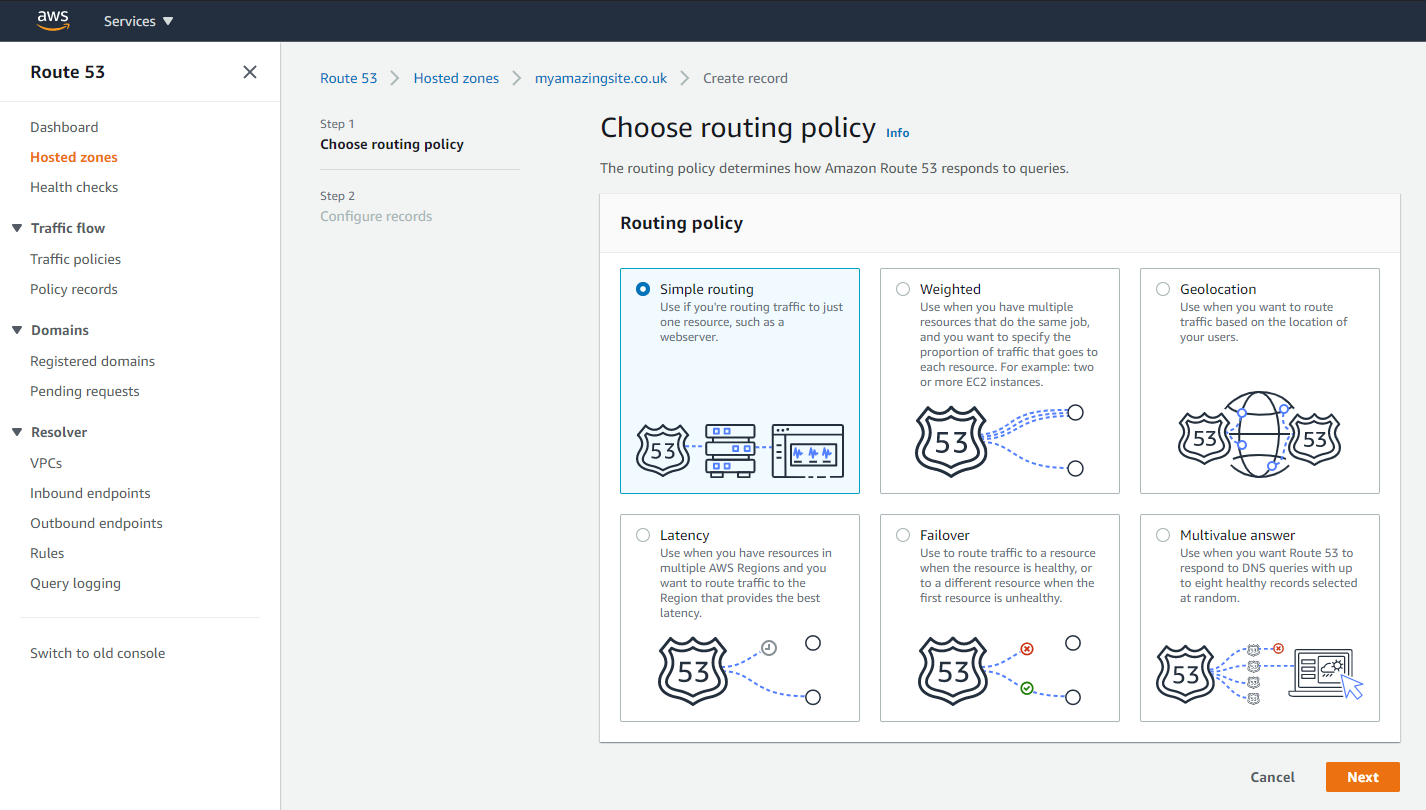 aws
Services
Route 53
Dashboard
Hosted zones
Health checks
Traffic flow
Traffic policies
Policy records
Domains
Registered domains
Pending requests
Resolver
VPCs
Inbound endpoints
Outbound endpoints
Rules
Query logging
Switch to old console
Route 53 Hosted zones myamazingsite.co.uk Create record
Step 1
Choose routing policy
Step 2
Configure records
Choose routing policy Info
The routing policy determines how Amazon Route 53 responds to queries.
Routing policy
Simple routing
Use if you're routing traffic to just
one resource, such as a
webserver.
53
Weighted
Use when you have multiple
resources that do the same job,
and you want to specify the
proportion of traffic that goes to
each resource. For example: two
or more EC2 instances.
53
Geolocation
Use when you want to route
traffic based on the location of
your users.
53 53
Latency
Use when you have resources in
multiple AWS Regions and you
want to route traffic to the
Region that provides the best
latency.
53
Failover
Use to route traffic to a resource
when the resource is healthy, or
to a different resource when the
first resource is unhealthy.
53
Multivalue answer
Use when you want Route 53 to
respond to DNS queries with up
to eight healthy records selected
at random.
53
53
53
53
53
Cancel Next